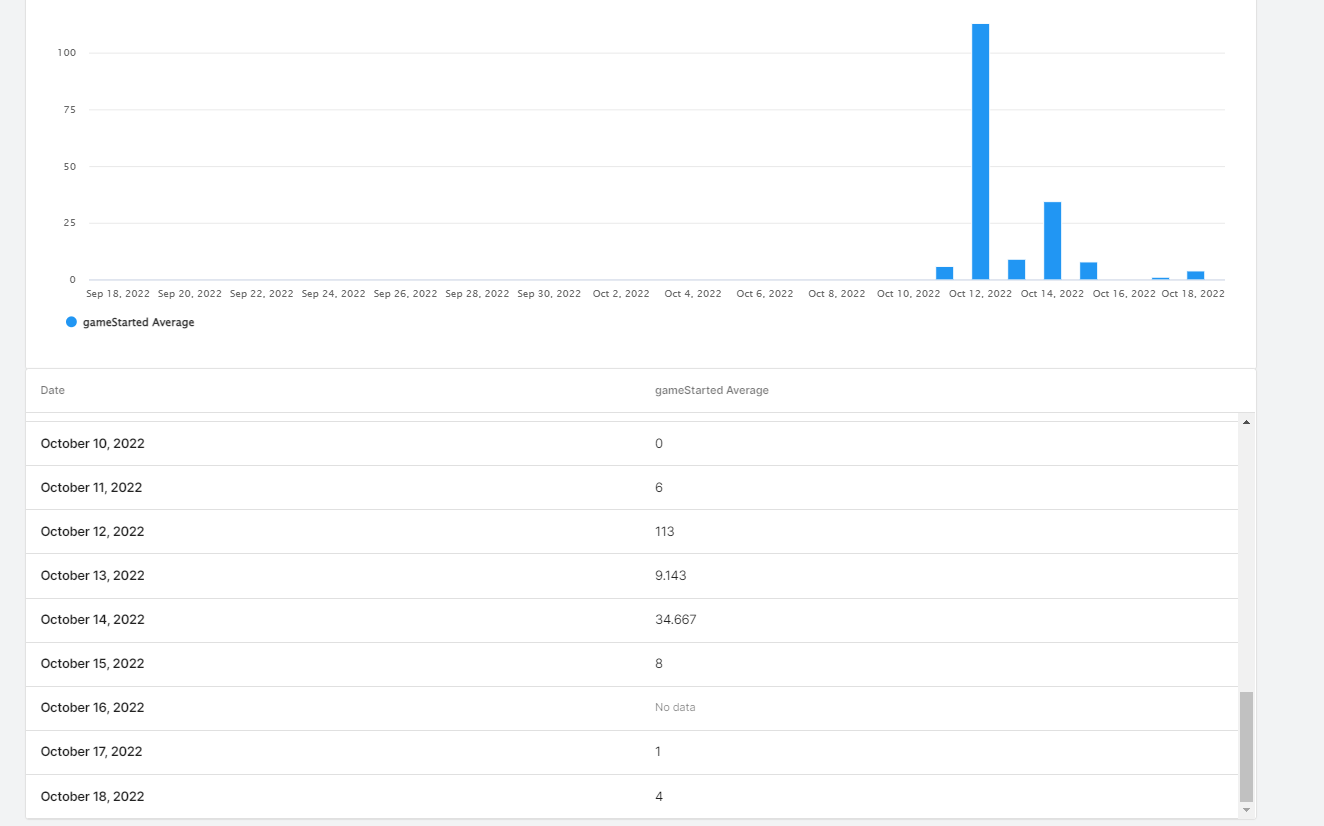 100
75
50
25
0
Sep 18, 2022 Sep 20, 2022 Sep 22, 2022 Sep 24, 2022 Sep 26, 2022 Sep 28, 2022 Sep 30, 2022 Oct 2, 2022 Oct 4, 2022 Oct 6, 2022 Oct 8, 2022 Oct 10, 2022 Oct 12, 2022 Oct 14, 2022 Oct 16, 2022 Oct 18, 2022
gameStarted Average
Date gameStarted Average
October 10, 2022 0
October 11, 2022 6
October 12, 2022 113
October 13, 2022 9.143
October 14, 2022 34.667
October 15, 2022 8
October 16, 2022 No data
October 17, 2022 1
October 18, 2022 4